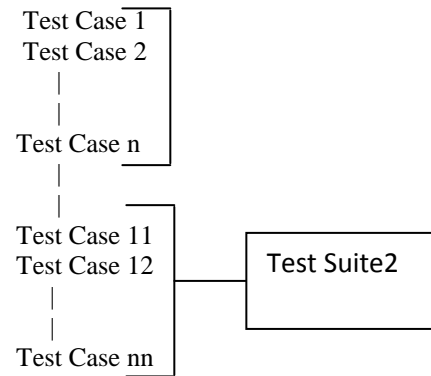 Test Case 1
Test Case 2
|
|
|
Test Case n
|
|
Test Case 11
Test Case 12
|
|
Test Case nn
Test Suite2